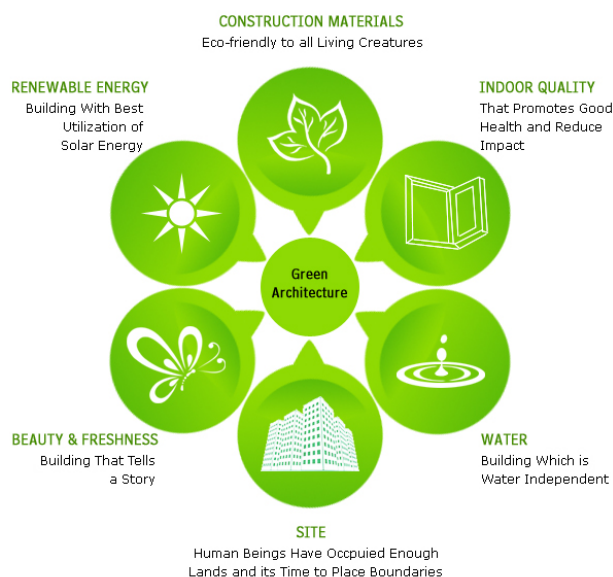 CONSTRUCTION MATERIALS
Eco-friendly to all Living Creatures
RENEWABLE ENERGY
Building With Best
Utilization of
Solar Energy
INDOOR QUALITY
That Promotes Good
Health and Reduce
Impact
Green
Architecture
BEAUTY & FRESHNESS
Building That Tells
a Story
WATER
Building Which is
Water Independent
SITE
Human Beings Have Occpuied Enough
Lands and its Time to Place Boundaries